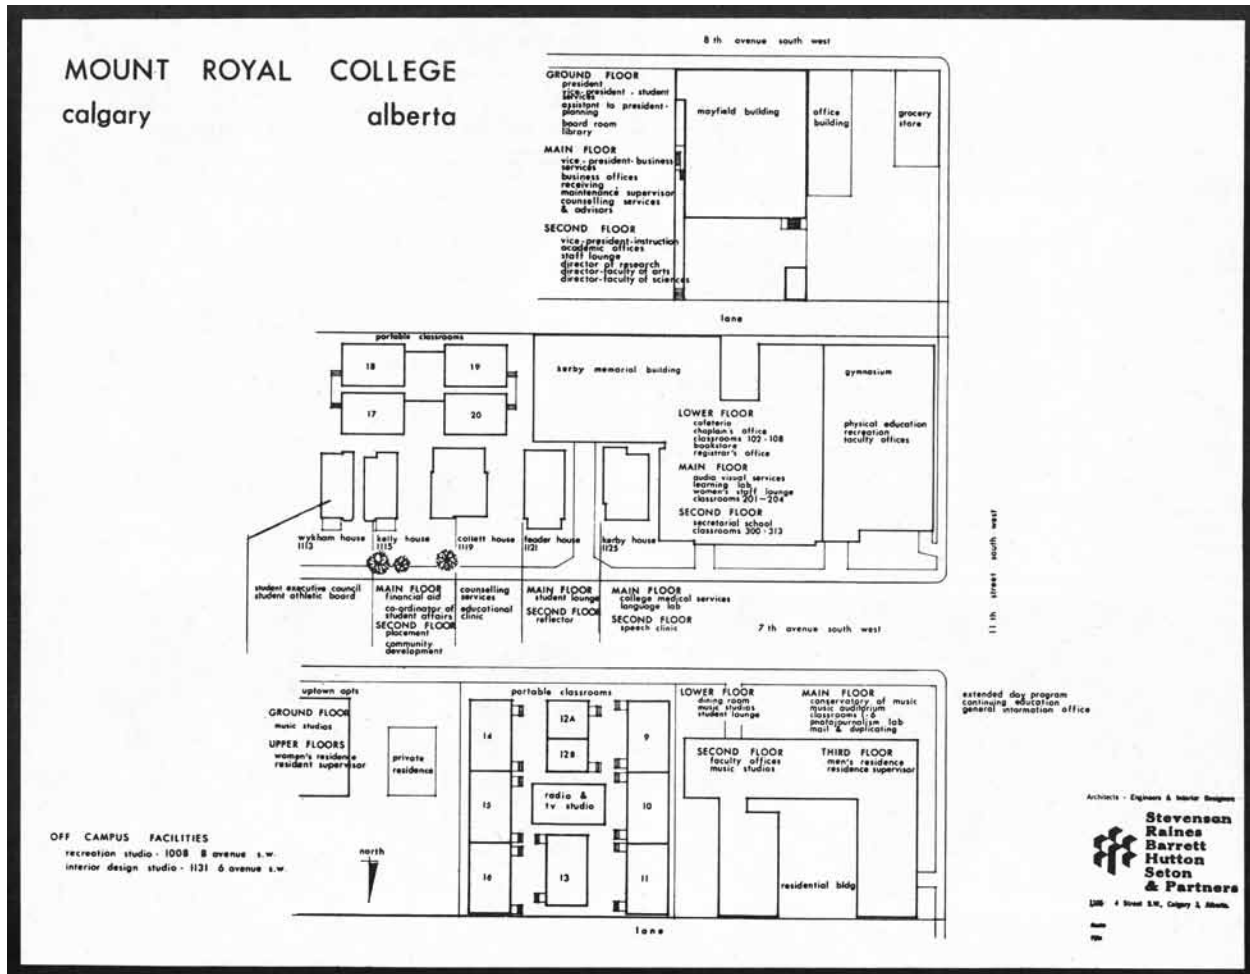 MOUNT ROYAL COLLEGE
calgary alberta
8 th avenue south west
GROUND FLOOR
president
vice-president - student
services
assistant to president-
planning
board room
library
MAIN FLOOR
vice - president-business
services
business offices
receiving
maintenance supervisor
counselling services
& advisors
SECOND FLOOR
vice-president-instruction
academic offices
staff lounge
director of research
director-faculty of arts
director-faculty of sciences
mayfield building
office
building
grocery
store
lane
portable classrooms
18
19
17
20
kerby memorial building
LOWER FLOOR
cafeteria
chaplain's office
classrooms 102 - 108
bookstore
registrar's office
MAIN FLOOR
audio visual services
learning lab
women's staff lounge
classrooms 201-204
SECOND FLOOR
secretarial school
classrooms 300 - 313
gymnasium
physical education
recreation
faculty offices
wykham house
1113
kelly house
1115
collett house
1119
feader house
1121
kerby house
1125
student executive council
student athletic board
MAIN FLOOR
financial aid
co-ordinator of
student affairs
SECOND FLOOR
placement
community
development
counselling
services
educational
clinic
MAIN FLOOR
student lounge
SECOND FLOOR
reflector
MAIN FLOOR
college medical services
language lab
SECOND FLOOR
speech clinic
7 th avenue south west
11 th street south west
uptown apts
GROUND FLOOR
music studios
UPPER FLOORS
women's residence
resident supervisor
private
residence
portable classrooms
14
12A
9
12B
15
radio &
tv studio
10
16
13
11
LOWER FLOOR
dining room
music studios
student lounge
MAIN FLOOR
conservatory of music
music auditorium
classrooms 1-6
photojournalism lab
mail & duplicating
extended day program
continuing education
general information office
SECOND FLOOR
faculty offices
music studios
THIRD FLOOR
men's residence
residence supervisor
residential bldg
lane
OFF CAMPUS FACILITIES
recreation studio - 1008 8 avenue s.w.
interior design studio - 1131 6 avenue s.w.
north
Architects - Engineers & Interior Designers
Stevenson
Raines
Barrett
Hutton
Seton
& Partners
4 Street S.W., Calgary 2, Alberta.